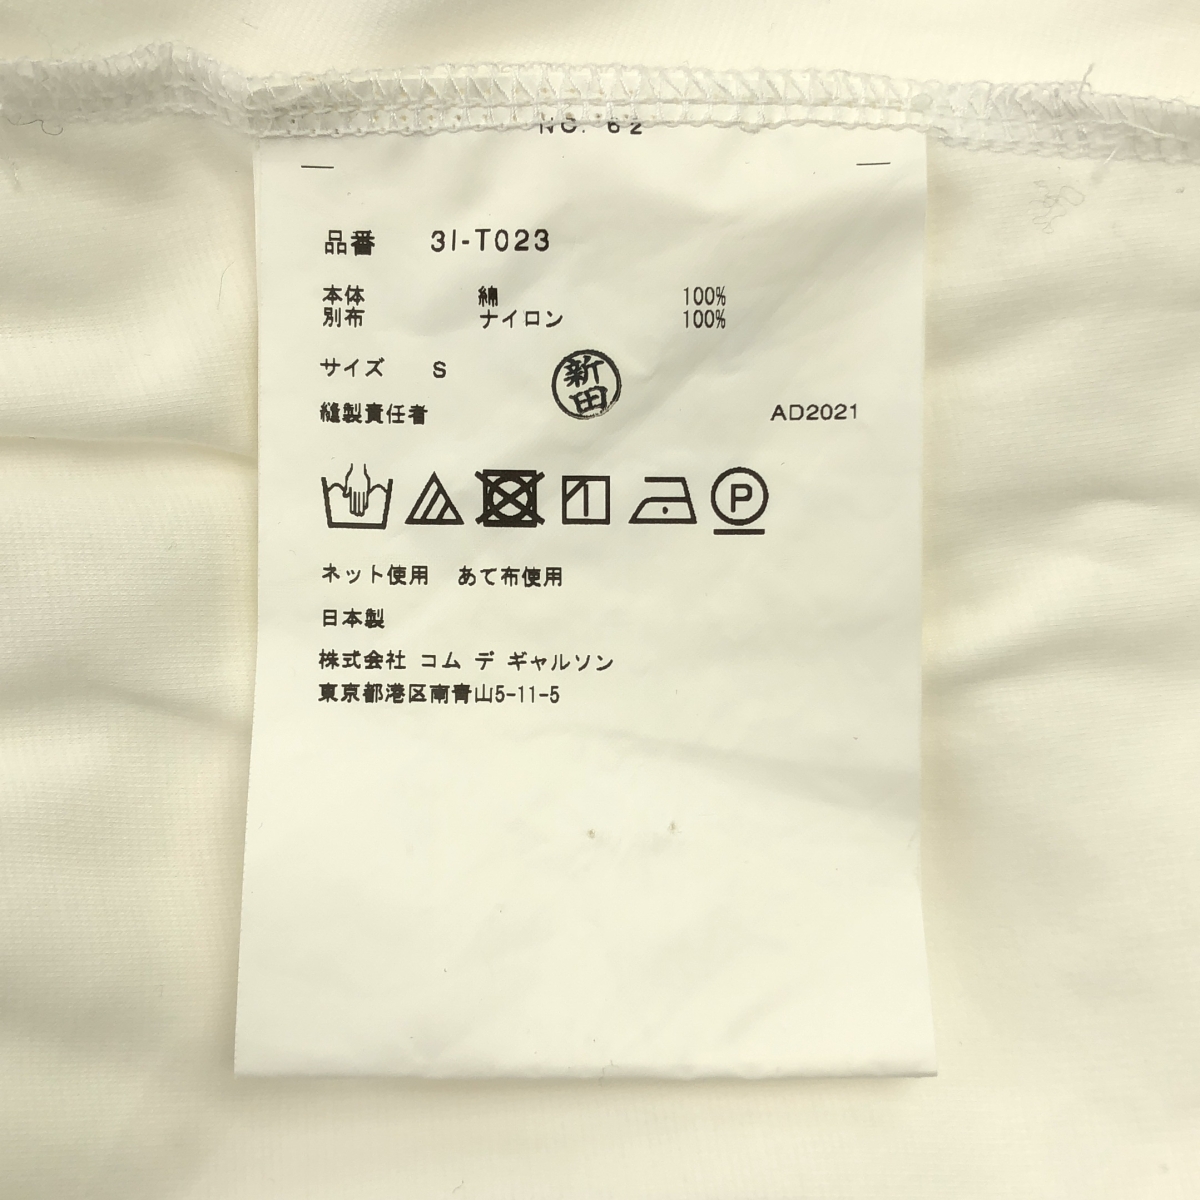 NO. 62
品番 3I-T023
本体 綿 100%
別布 ナイロン 100%
サイズ S
新田
縫製責任者 AD2021
P
ネット使用 あて布使用
日本製
株式会社 コム デ ギャルソン
東京都港区南青山5-11-5